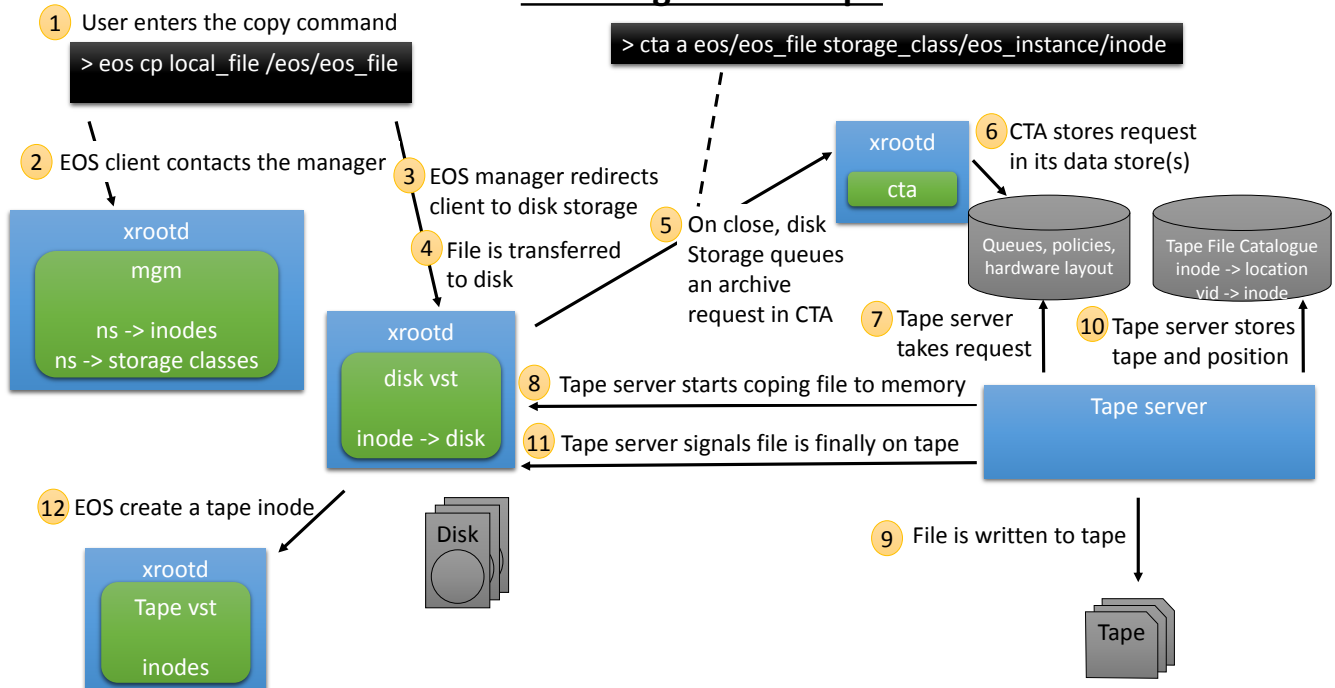 1 User enters the copy command
> eos cp local_file /eos/eos_file
> cta a eos/eos_file storage_class/eos_instance/inode
2 EOS client contacts the manager
3 EOS manager redirects
client to disk storage
4 File is transferred
to disk
5 On close, disk
Storage queues
an archive
request in CTA
xrootd
cta
6 CTA stores request
in its data store(s)
Queues, policies,
hardware layout
Tape File Catalogue
inode -> location
vid -> inode
xrootd
mgm
ns -> inodes
ns -> storage classes
7 Tape server
takes request
10 Tape server stores
tape and position
xrootd
disk vst
inode -> disk
8 Tape server starts coping file to memory
11 Tape server signals file is finally on tape
Tape server
12 EOS create a tape inode
Disk
9 File is written to tape
xrootd
Tape vst
inodes
Tape